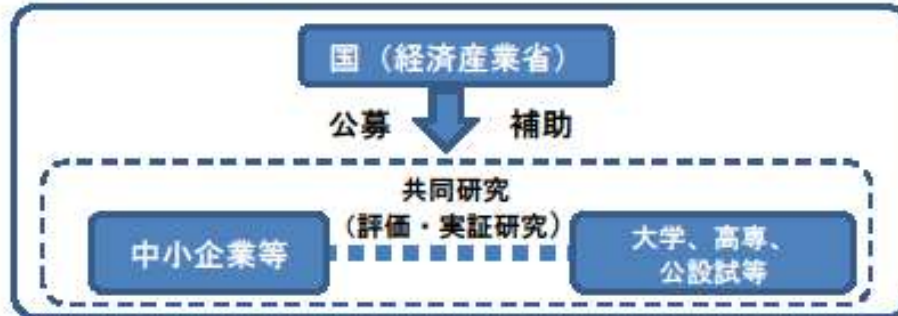 国（経済産業省）
公募　補助
共同研究
（評価・実証研究）
中小企業等
大学、高専、
公設試等